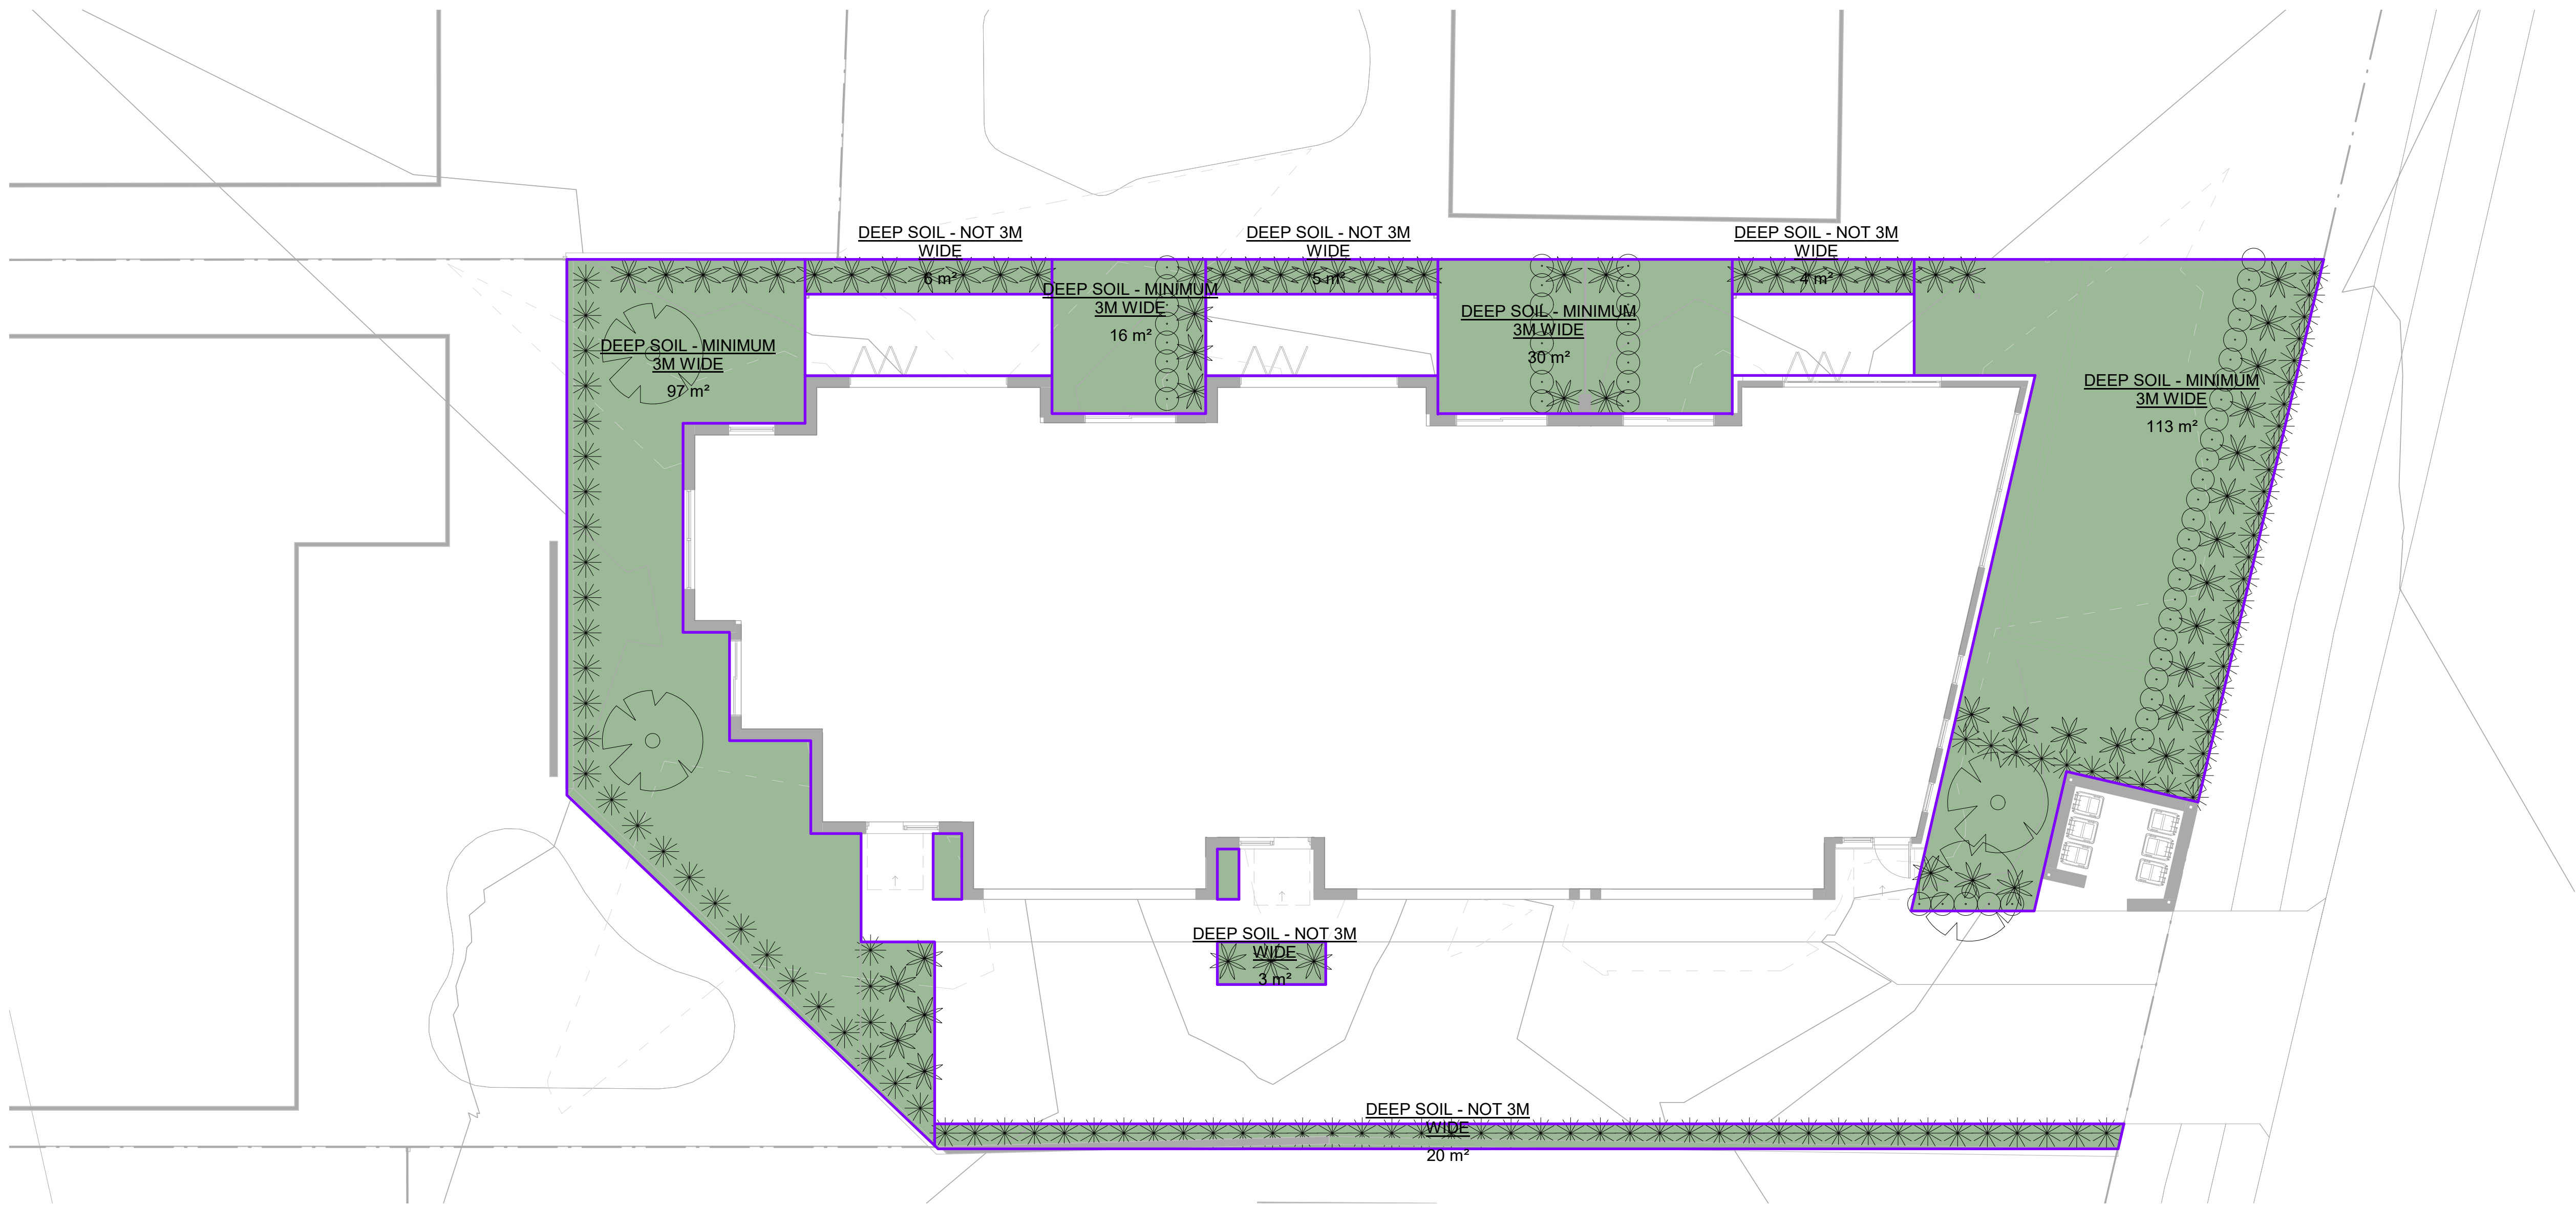 DEEP SOIL - NOT 3M
WIDE
6 m²
DEEP SOIL - NOT 3M
WIDE
5 m²
DEEP SOIL - NOT 3M
WIDE
4 m²
DEEP SOIL - MINIMUM
3M WIDE
97 m²
DEEP SOIL - MINIMUM
3M WIDE
16 m²
DEEP SOIL - MINIMUM
3M WIDE
30 m²
DEEP SOIL - MINIMUM
3M WIDE
113 m²
DEEP SOIL - NOT 3M
WIDE
3 m²
DEEP SOIL - NOT 3M
WIDE
20 m²